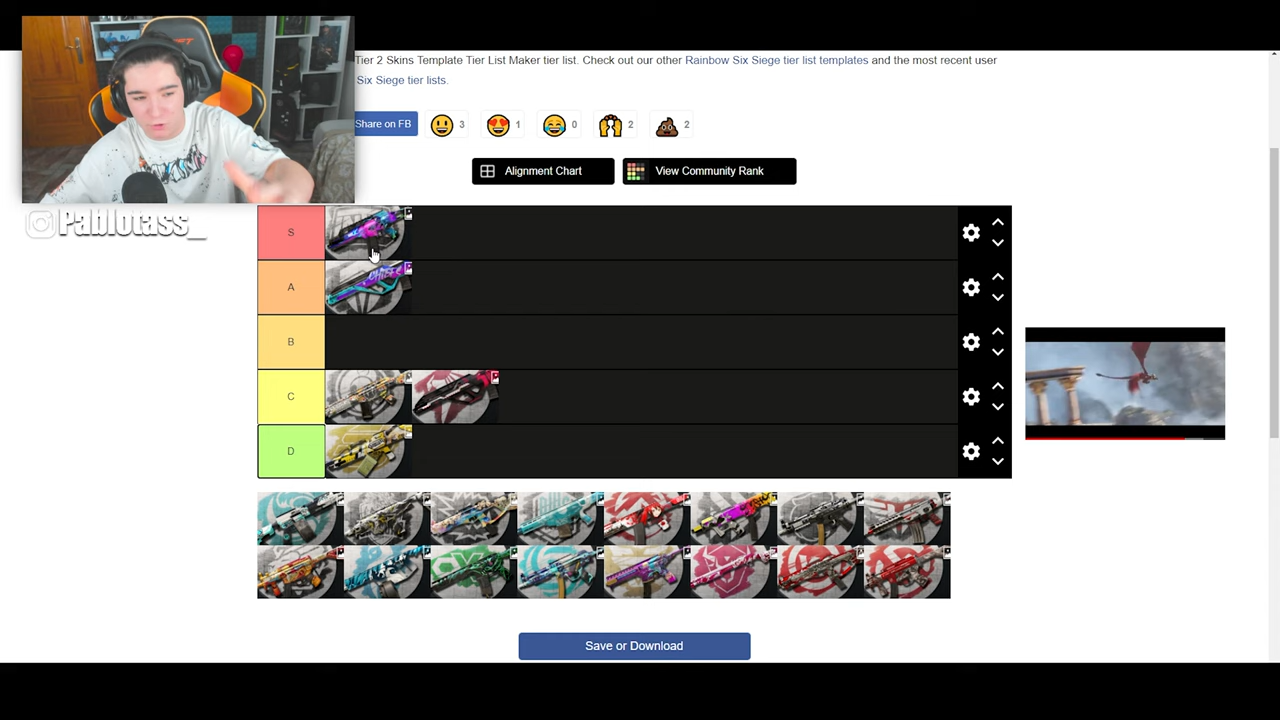 Tier 2 Skins Template Tier List Maker tier list. Check out our other Rainbow Six Siege tier list templates and the most recent user
Six Siege tier lists.
Share on FB
3
1
0
2
2
Alignment Chart
View Community Rank
Pablotass_
S
A
B
C
D
Save or Download